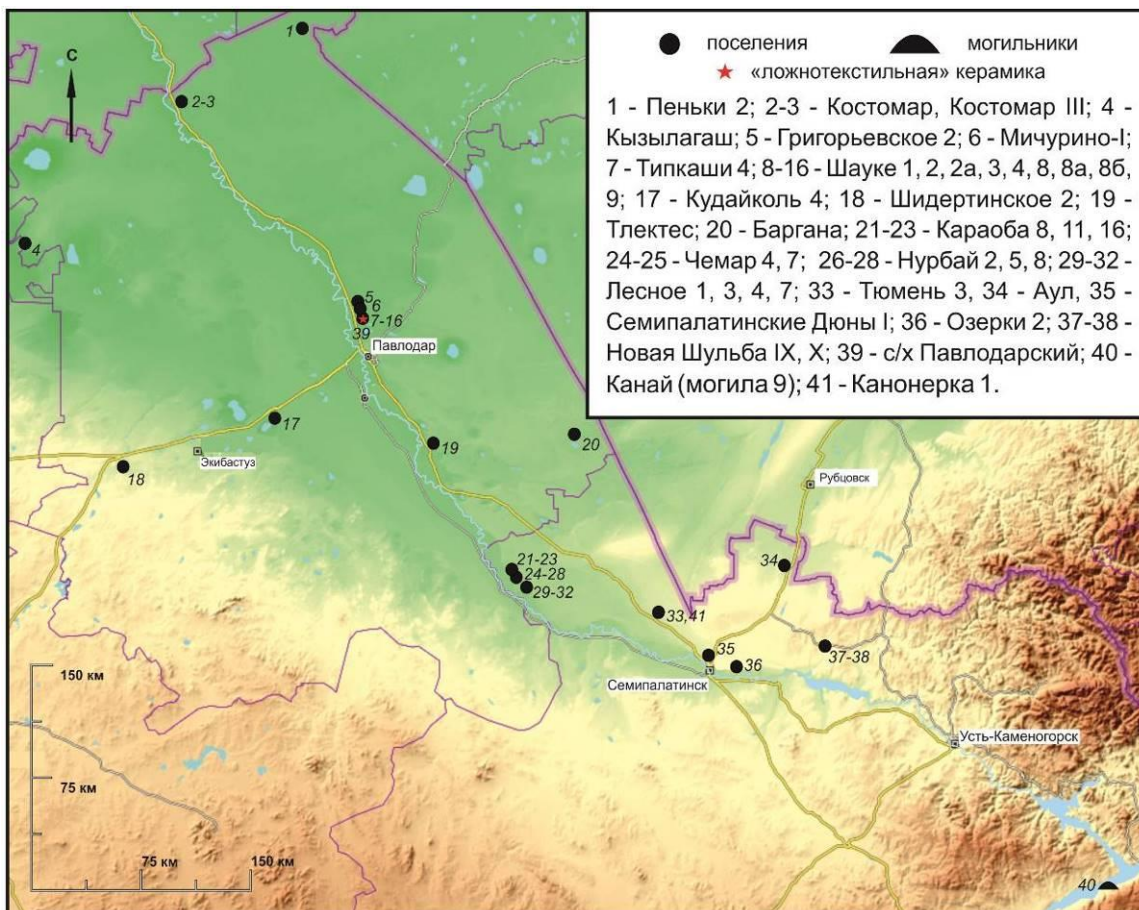 1
С
2-3
4
поселения могильники
«ложнотекстильная» керамика
1 - Пеньки 2; 2-3 - Костомар, Костомар III; 4 -
Кызылагаш; 5 - Григорьевское 2; 6 - Мичурино-I;
7 - Типкаши 4; 8-16 - Шауке 1, 2, 2а, 3, 4, 8, 8а, 8б,
9; 17 - Кудайколь 4; 18 - Шидертинское 2; 19 -
Тлектес; 20 - Баргана; 21-23 - Караоба 8, 11, 16;
24-25 - Чемар 4, 7; 26-28 - Нурбай 2, 5, 8; 29-32 -
Лесное 1, 3, 4, 7; 33 - Тюмень 3, 34 - Аул, 35 -
Семипалатинские Дюны I; 36 - Озерки 2; 37-38 -
Новая Шульба IX, X; 39 - с/х Павлодарский; 40 -
Канай (могила 9); 41 - Канонерка 1.
5
6
7-16
39
Павлодар
17
19
20
Экибастуз
18
Рубцовск
21-23
24-28
29-32
34
33,41
35
36
37-38
Семипалатинск
Усть-Каменогорск
150 км
75 км
75 км
150 км
40